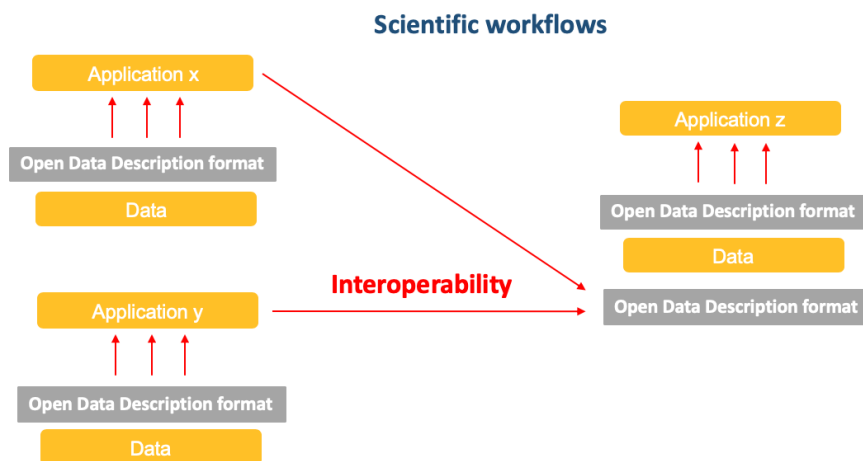 Scientific workflows
Application x
Open Data Description format
Data
Application z
Open Data Description format
Data
Open Data Description format
Interoperability
Application y
Open Data Description format
Data